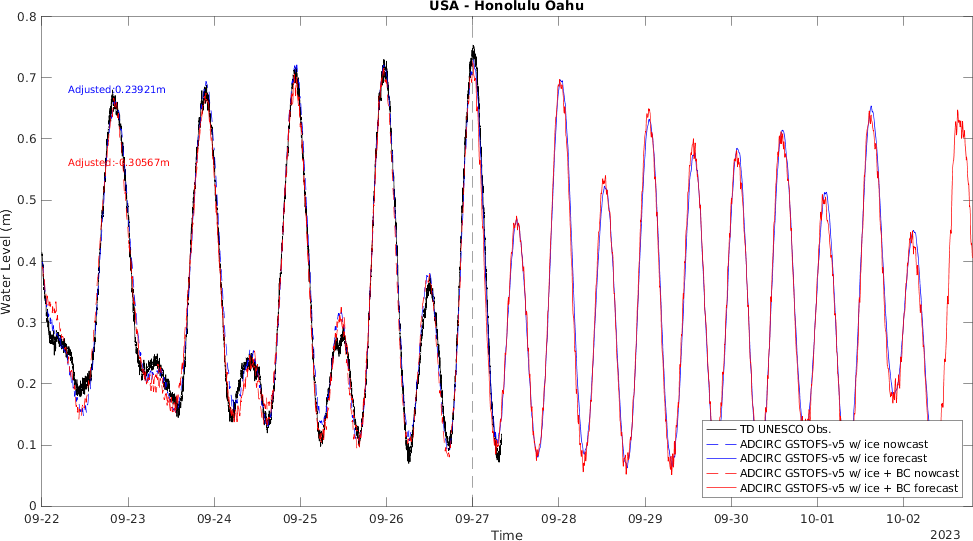 USA - Honolulu Oahu
0.8
0.7
0.6
0.5
0.4
0.3
0.2
0.1
0
Water Level (m)
Adjusted:0.23921m
Adjusted:-0.30567m
TD UNESCO Obs.
ADCIRC GSTOFS-v5 w/ ice nowcast
ADCIRC GSTOFS-v5 w/ ice forecast
ADCIRC GSTOFS-v5 w/ ice + BC nowcast
ADCIRC GSTOFS-v5 w/ ice + BC forecast
09-22 09-23 09-24 09-25 09-26 09-27 09-28 09-29 09-30 10-01 10-02
Time
2023